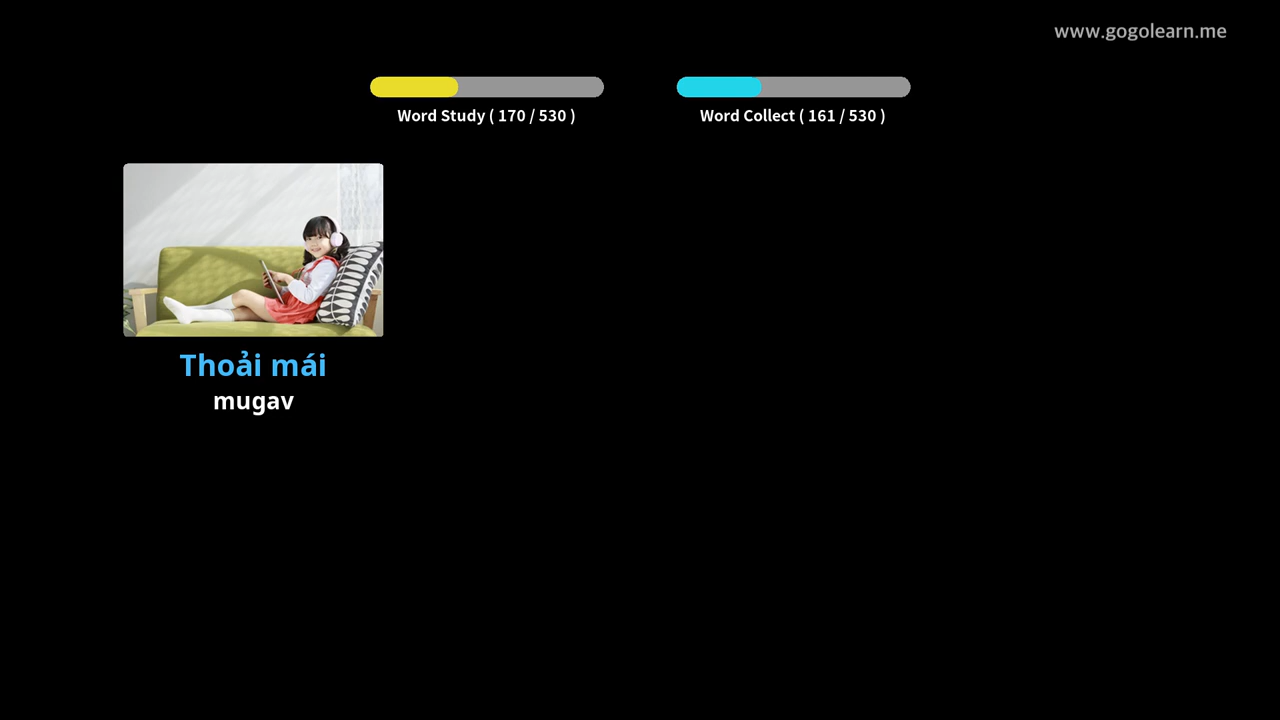 www.gogolearn.me
Word Study ( 170 / 530 )
Word Collect ( 161 / 530 )
Thoải mái
mugav